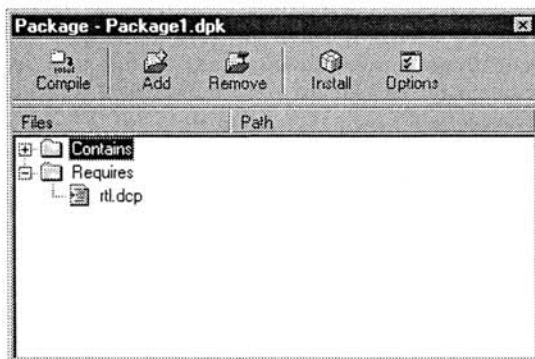 Package - Package1.dpk
Compile Add Remove Install Options
Files Path
Contains
Requires
rtl.dcp